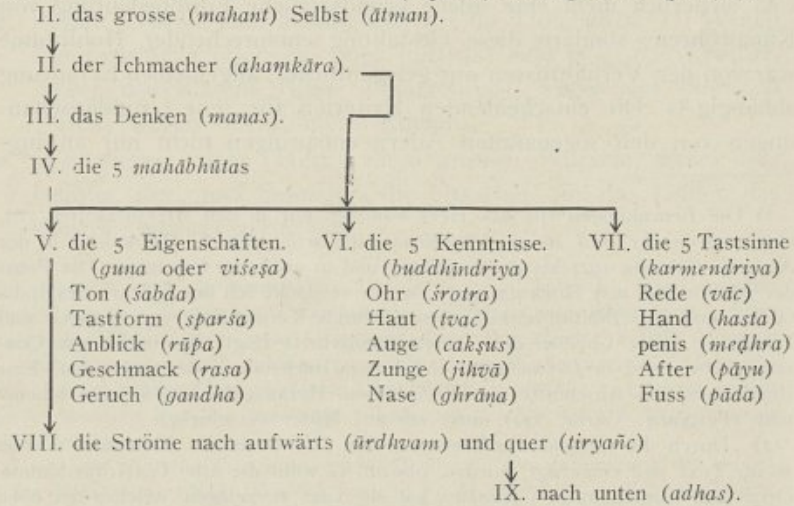 II. das grosse (mahant) Selbst (ātman).
II. der Ichmacher (ahaṃkāra).
III. das Denken (manas).
IV. die 5 mahābhūtas
V. die 5 Eigenschaften. VI. die 5 Kenntnisse. VII. die 5 Tastsinne
(guna oder viśeṣa) (buddhīndriya) (karmendriya)
Ton (śabda) Ohr (śrotra) Rede (vāc)
Tastform (sparśa) Haut (tvac) Hand (hasta)
Anblick (rūpa) Auge (cakṣus) penis (meḍhra)
Geschmack (rasa) Zunge (jihvā) After (pāyu)
Geruch (gandha) Nase (ghrāṇa) Fuss (pāda)
VIII. die Ströme nach aufwärts (ūrdhvam) und quer (tiryañc)
IX. nach unten (adhas).